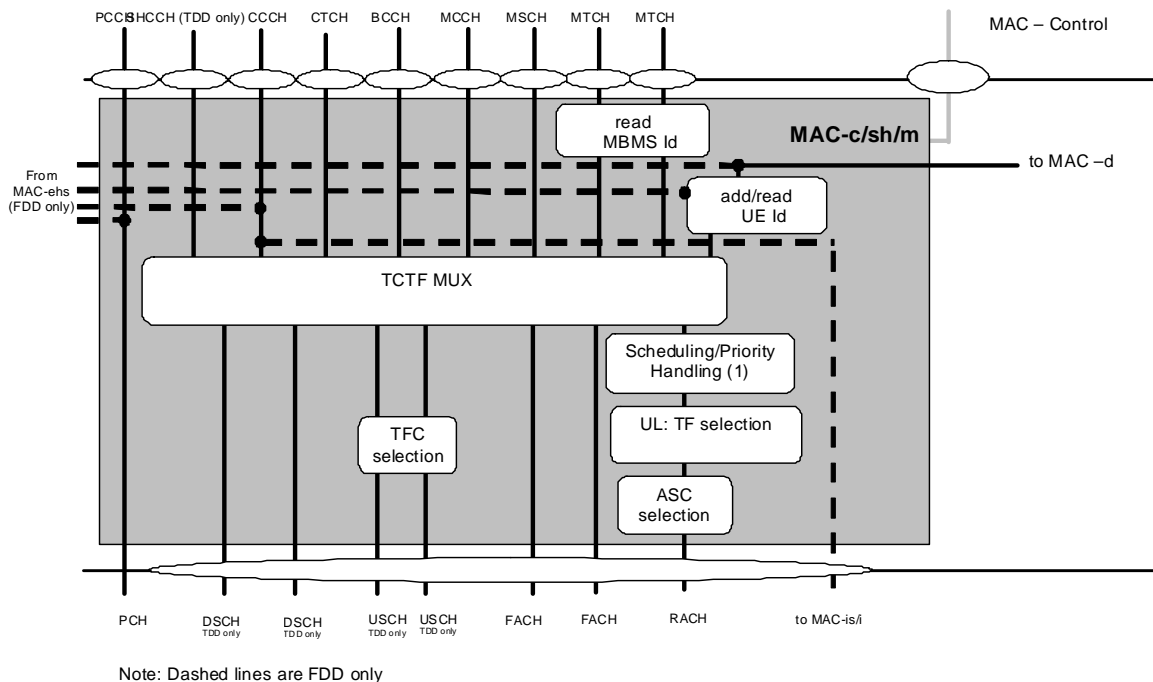 PCCH SHCCH (TDD only) CCCH CTCH BCCH MCCH MSCH MTCH MTCH
MAC – Control
read
MBMS Id
MAC-c/sh/m
From
MAC-ehs
(FDD only)
to MAC –d
add/read
UE Id
TCTF MUX
Scheduling/Priority
Handling (1)
UL: TF selection
TFC
selection
ASC
selection
PCH
DSCH
TDD only
DSCH
TDD only
USCH
TDD only
USCH
TDD only
FACH
FACH
RACH
to MAC-is/i
Note: Dashed lines are FDD only